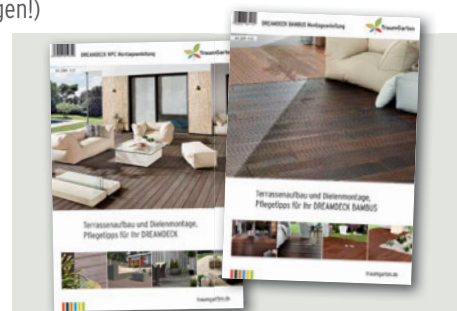 gen!)
DREAMDECK WPC Montageanleitung
TraumGarten
Terrassenaufbau und Dielenmontage,
Pflegetipps für Ihr DREAMDECK
traumgarten.de
DREAMDECK BAMBUS Montageanleitung
TraumGarten
Terrassenaufbau und Dielenmontage,
Pflegetipps für Ihr DREAMDECK BAMBUS
traumgarten.de